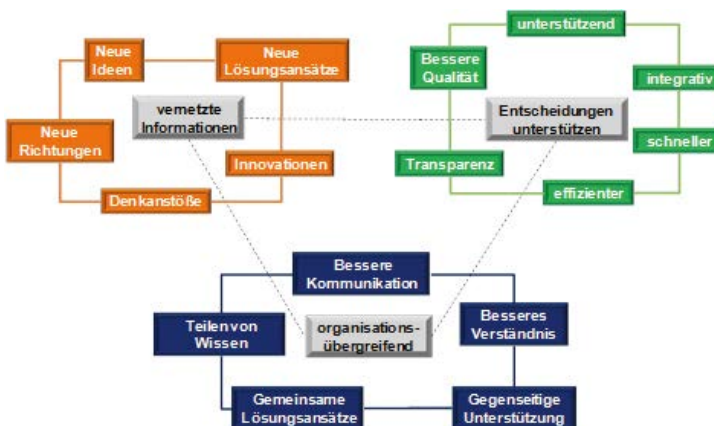 Neue
Ideen
Neue
Lösungsansätze
vernetzte
Informationen
Neue
Richtungen
Innovationen
Denkanstöße
unterstützend
Bessere
Qualität
integrativ
Entscheidungen
unterstützen
schneller
Transparenz
effizienter
Bessere
Kommunikation
Teilen von
Wissen
organisations-
übergreifend
Besseres
Verständnis
Gemeinsame
Lösungsansätze
Gegenseitige
Unterstützung